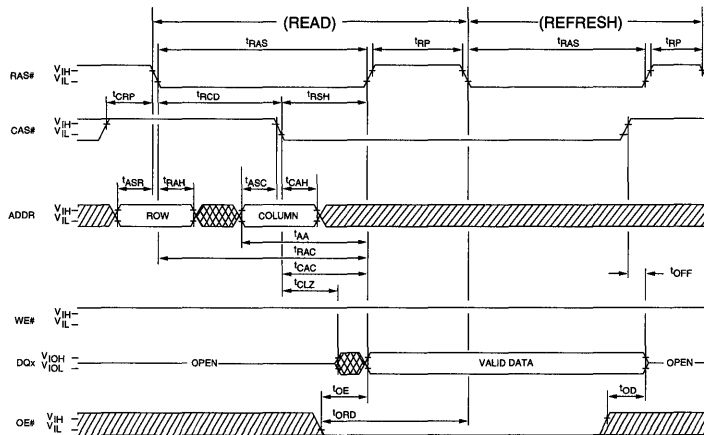 (READ) (REFRESH)
tRAS tRP tRAS tRP
RAS# VIH VIL
tCRP tRCD tRSH
CAS# VIH VIL
tASR tRAH tASC tCAH
ADDR VIH VIL ROW COLUMN
tAA
tRAC
tCAC tOFF
tCLZ
WE# VIH VIL
DQx VIOH VIOL OPEN VALID DATA OPEN
tOE tOD
tORD
OE# VIH VIL